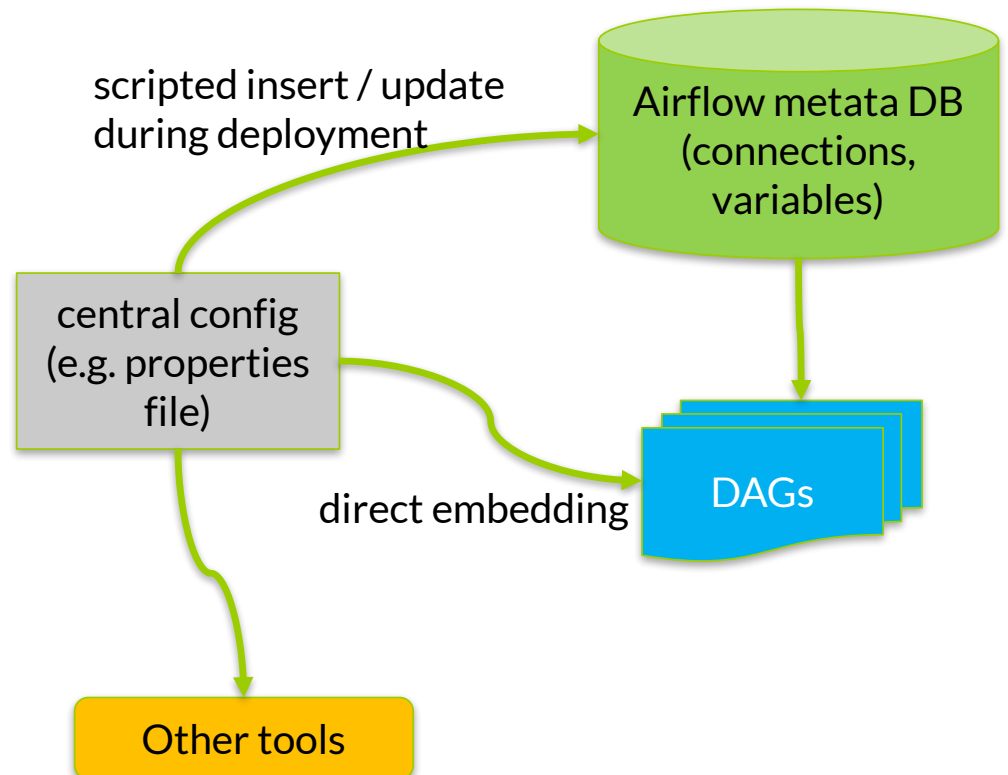 scripted insert / update
during deployment
Airflow metata DB
(connections,
variables)
central config
(e.g. properties
file)
direct embedding
DAGs
Other tools